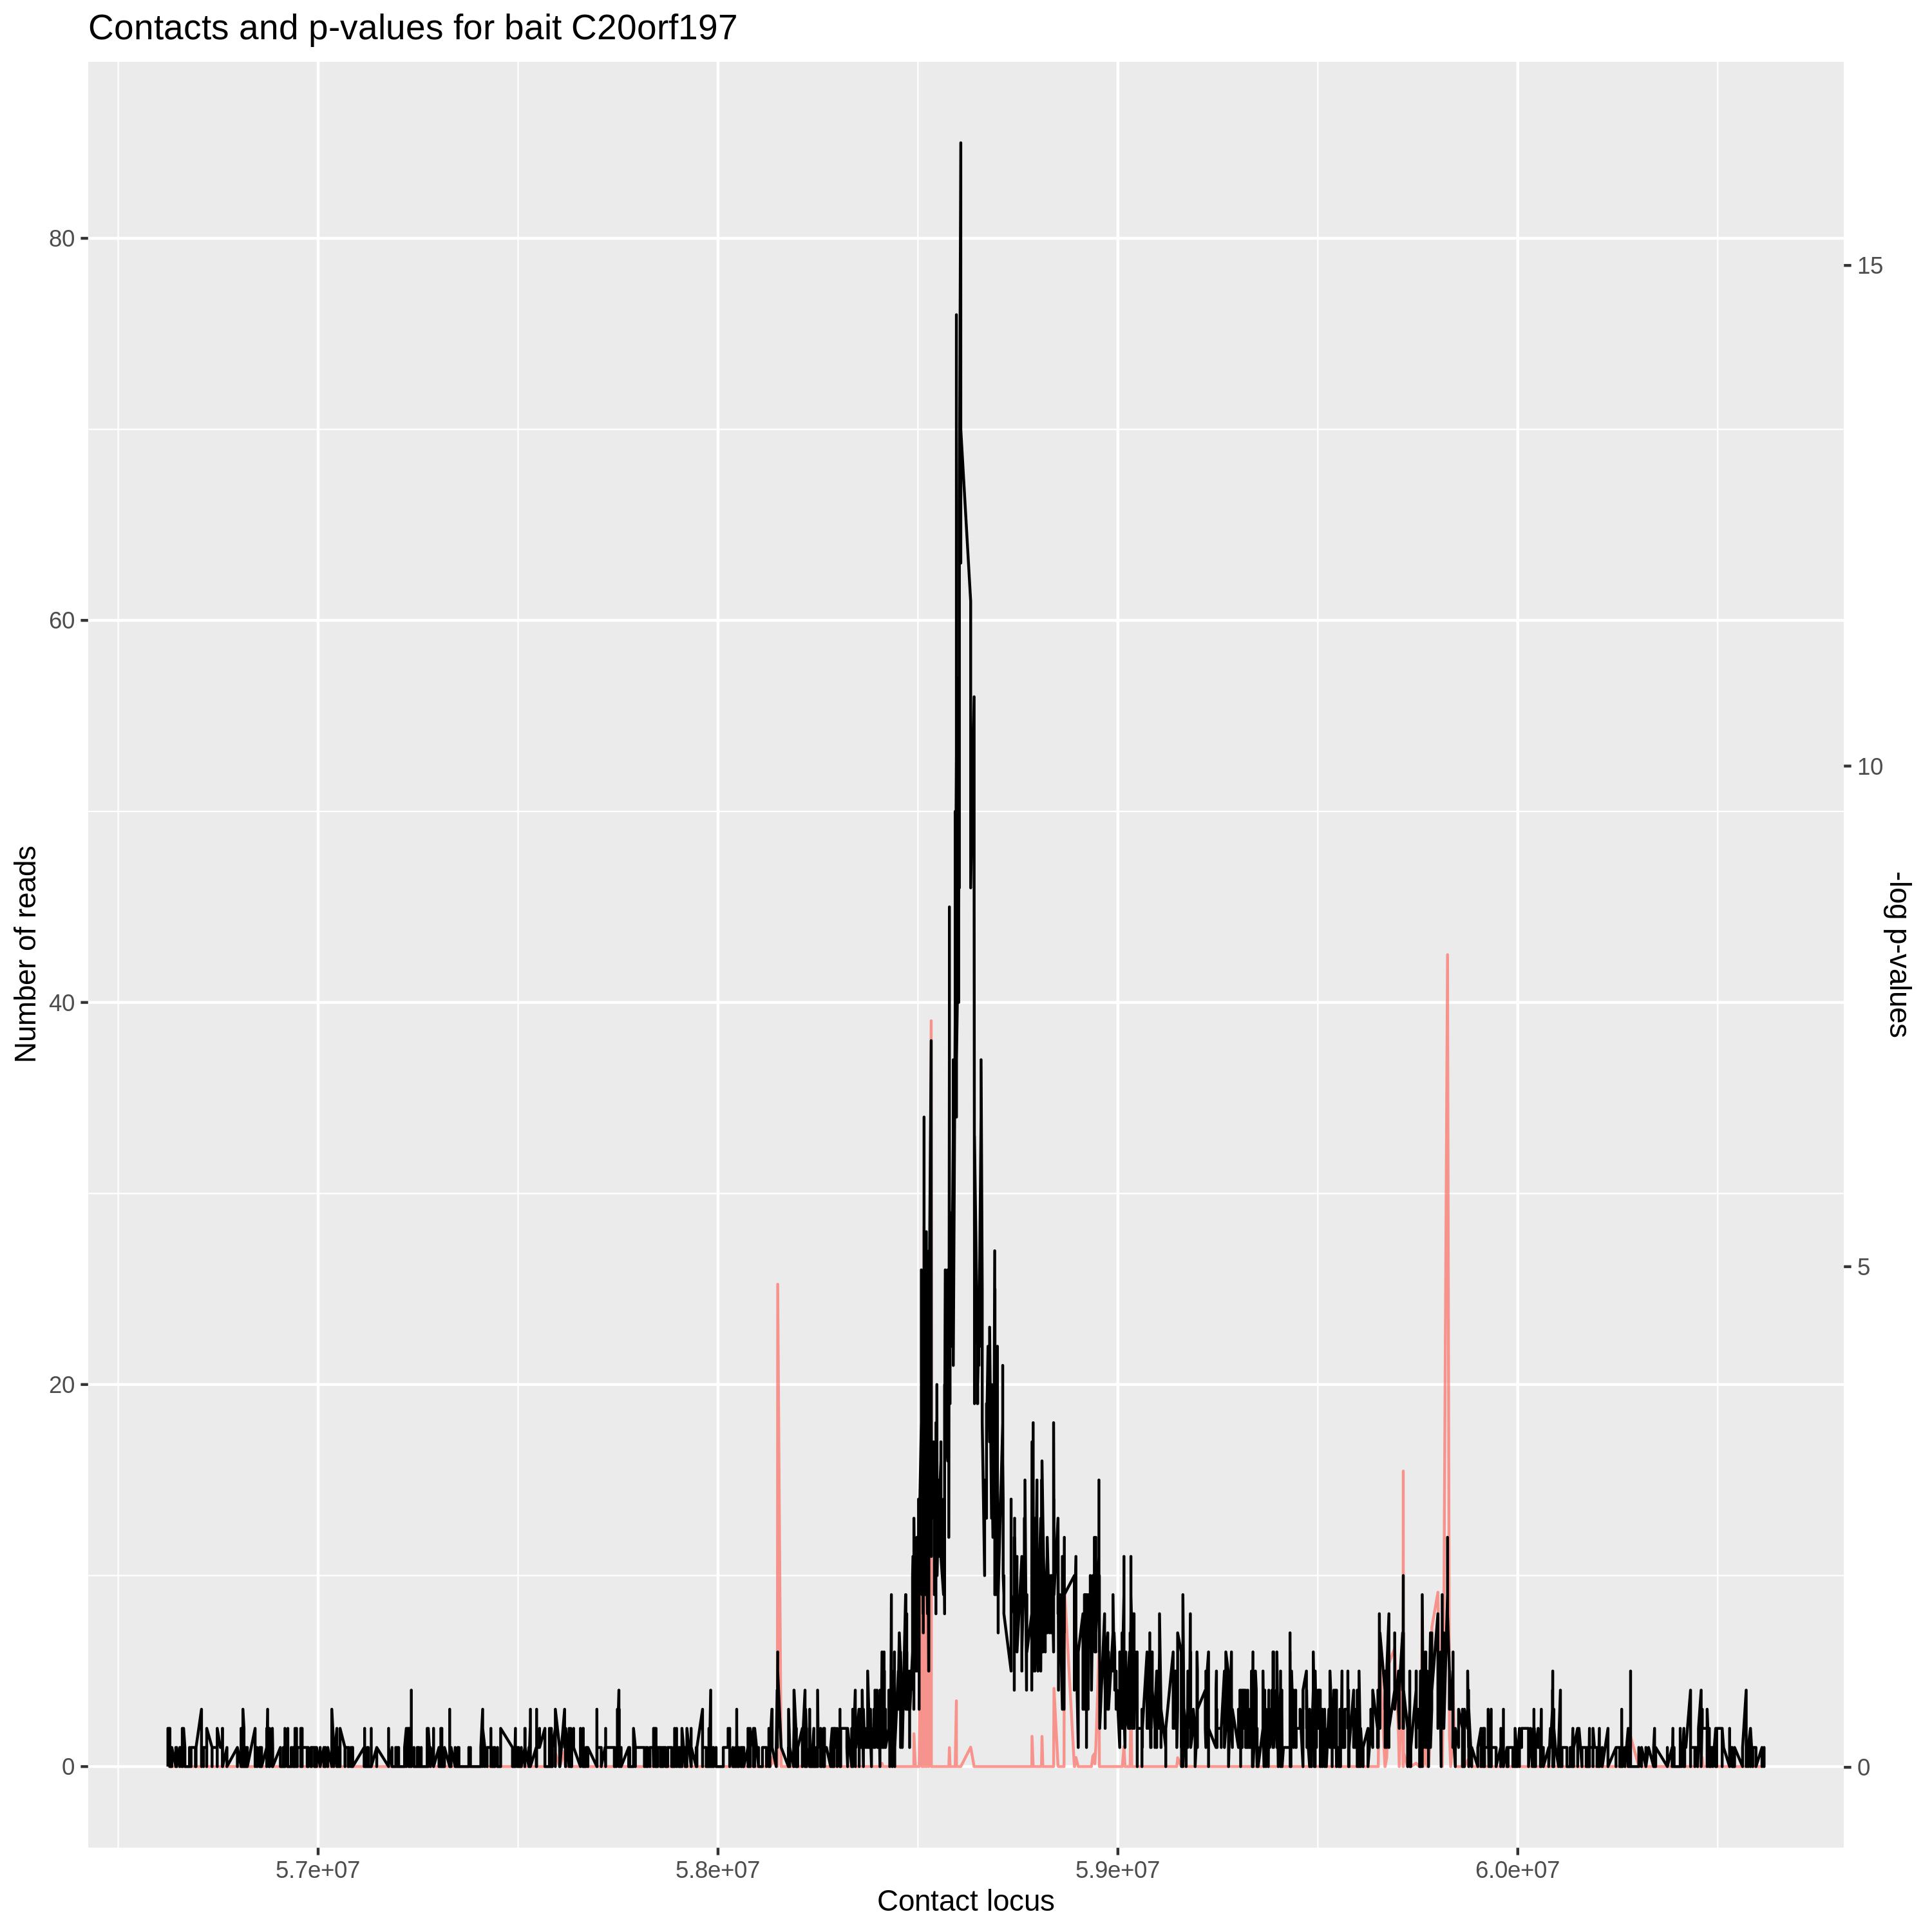 Contacts and p-values for bait C20orf197
80
60
40
20
0
15
10
5
0
5.7e+07
5.8e+07
5.9e+07
6.0e+07
Number of reads
-log p-values
Contact locus